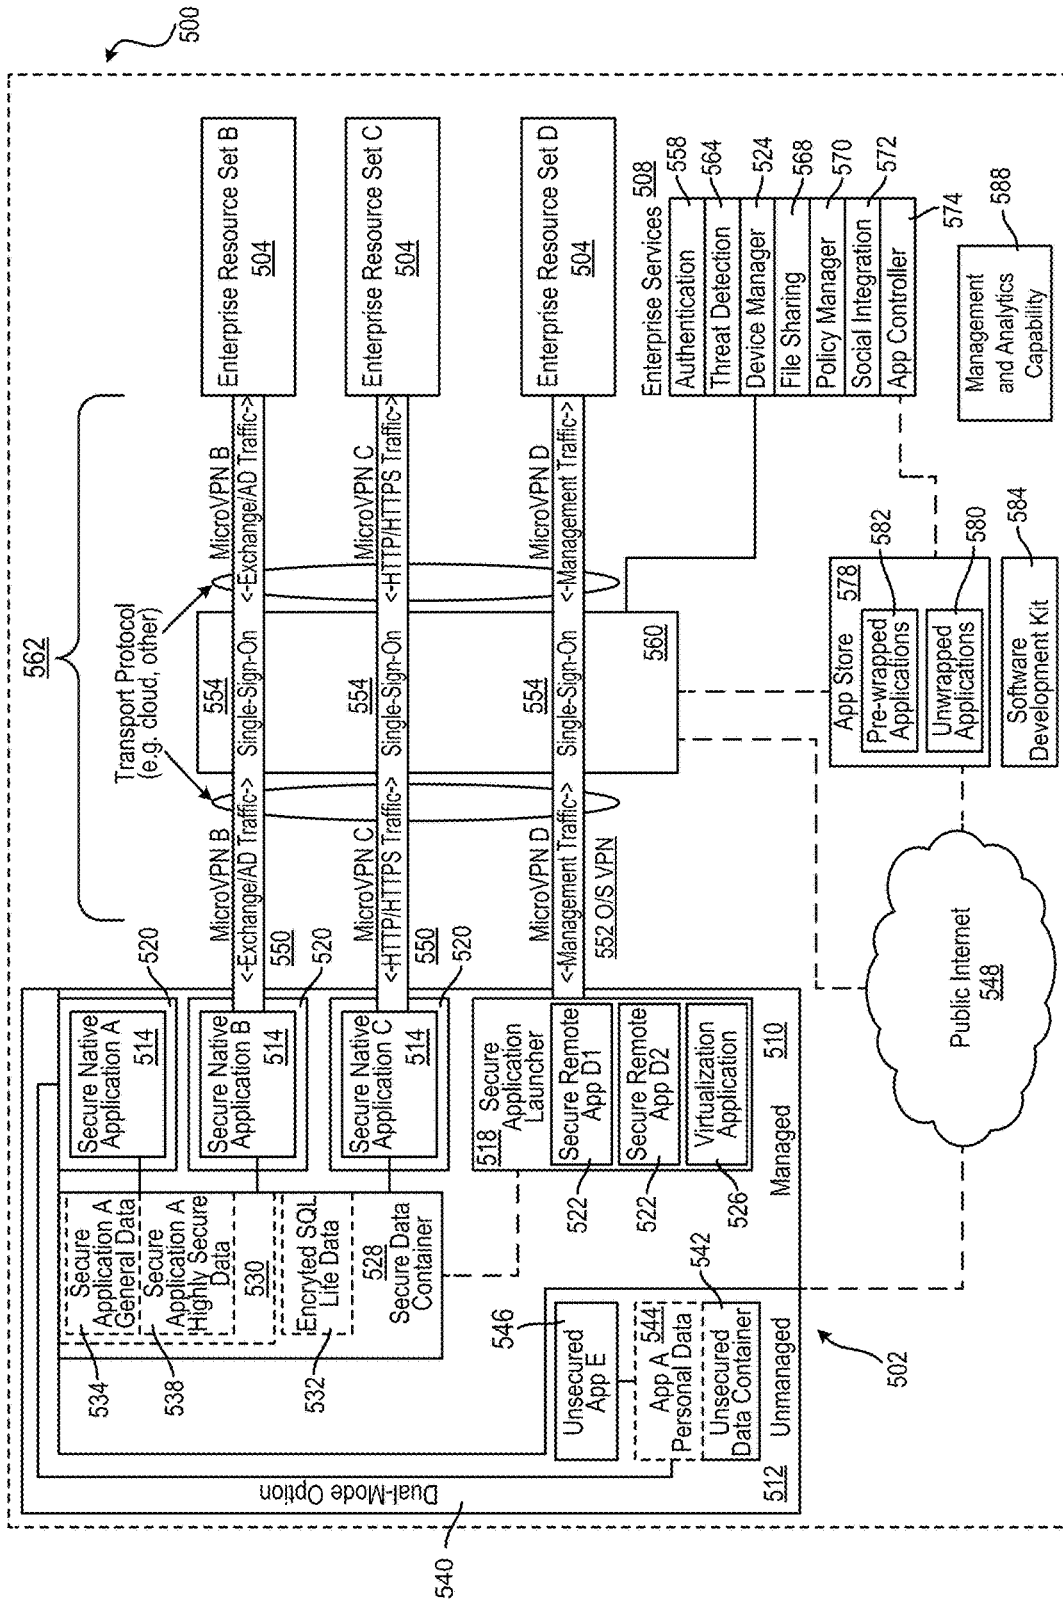 500
502
Dual-Mode Option
540
512
Unmanaged
Unsecured
App E
546
544
App A
Personal Data
Unsecured
Data Container
542
534
Secure
Application A
General Data
538
Secure
Application A
Highly Secure
Data
530
532
Encryted SQL
Lite Data
528
Secure Data
Container
Secure Native
Application A
514
520
Secure Native
Application B
514
520
Secure Native
Application C
514
520
518 Secure
Application
Launcher
Secure Remote
App D1
522
Secure Remote
App D2
522
Virtualization
Application
526
Managed
510
562
Transport Protocol
(e.g. cloud, other)
MicroVPN B
<-Exchange/AD Traffic->
550
554
Single-Sign-On
MicroVPN B
<-Exchange/AD Traffic->
Enterprise Resource Set B
504
MicroVPN C
<-HTTP/HTTPS Traffic->
550
554
Single-Sign-On
MicroVPN C
<-HTTP/HTTPS Traffic->
Enterprise Resource Set C
504
MicroVPN D
<-Management Traffic->
552 O/S VPN
554
Single-Sign-On
560
MicroVPN D
<-Management Traffic->
Enterprise Resource Set D
504
Enterprise Services 508
Authentication
558
Threat Detection
564
Device Manager
524
File Sharing
568
Policy Manager
570
Social Integration
572
App Controller
574
Public Internet
548
App Store 578
Pre-wrapped
Applications
582
Unwrapped
Applications
580
Software
Development Kit
584
Management
and Analytics
Capability
588